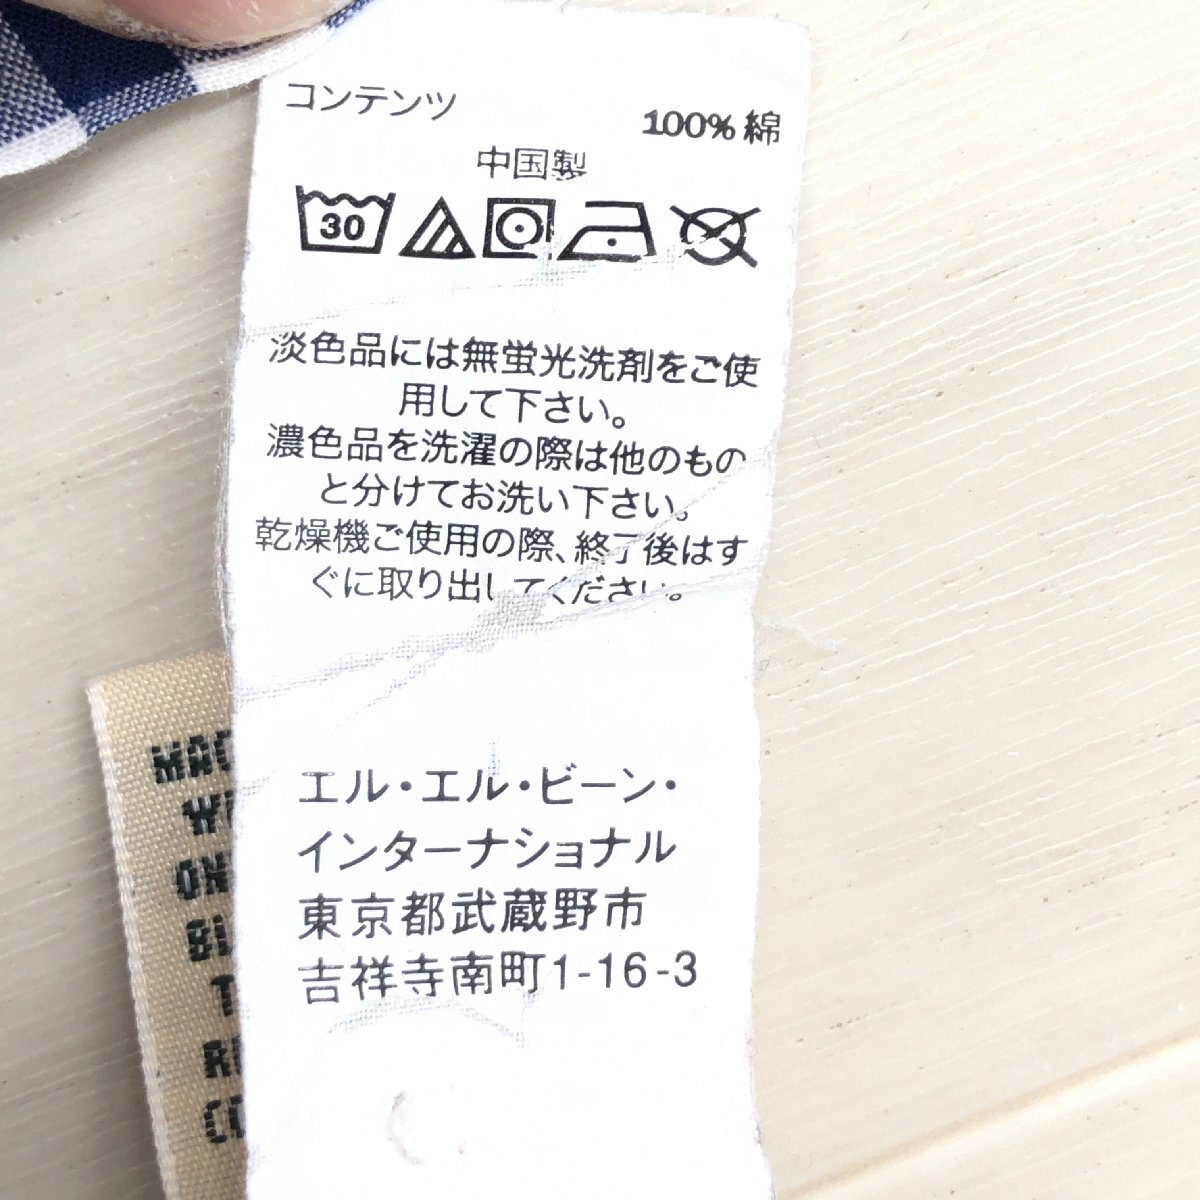 コンテンツ
100% 綿
中国製
30
淡色品には無蛍光洗剤をご使
用して下さい。
濃色品を洗濯の際は他のもの
と分けてお洗い下さい。
乾燥機ご使用の際、終了後はす
ぐに取り出してください。
エル・エル・ビーン・
インターナショナル
東京都武蔵野市
吉祥寺南町1-16-3